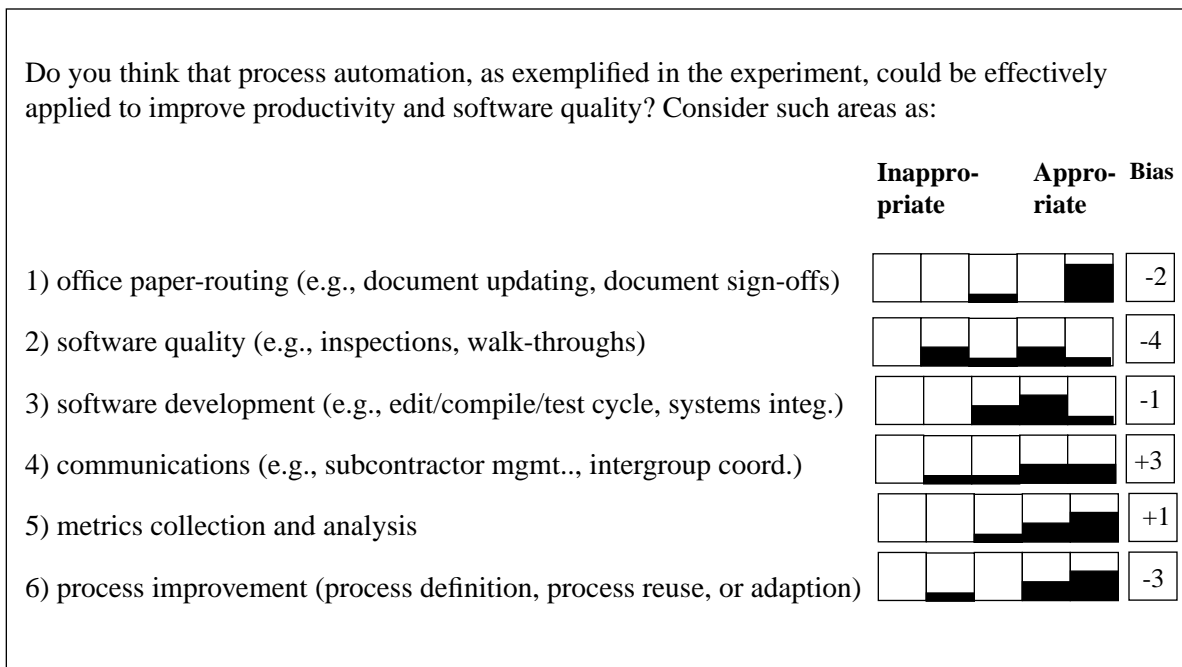 Do you think that process automation, as exemplified in the experiment, could be effectively
applied to improve productivity and software quality? Consider such areas as:
Inappro- Appro- Bias
priate riate
1) office paper-routing (e.g., document updating, document sign-offs) -2
2) software quality (e.g., inspections, walk-throughs) -4
3) software development (e.g., edit/compile/test cycle, systems integ.) -1
4) communications (e.g., subcontractor mgmt.., intergroup coord.) +3
5) metrics collection and analysis +1
6) process improvement (process definition, process reuse, or adaption) -3